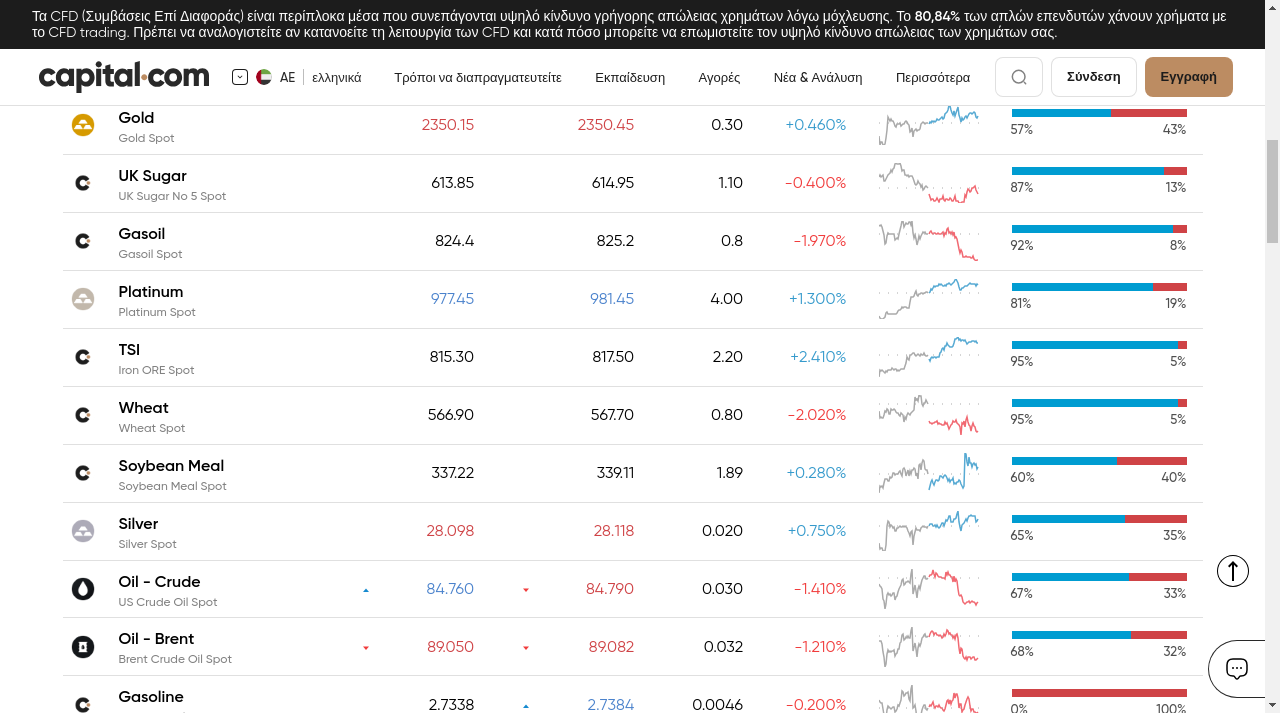 Τα CFD (Συμβάσεις Επί Διαφοράς) είναι περίπλοκα μέσα που συνεπάγονται υψηλό κίνδυνο γρήγορης απώλειας χρημάτων λόγω μόχλευσης. Το 80,84% των απλών επενδυτών χάνουν χρήματα με
το CFD trading. Πρέπει να αναλογιστείτε αν κατανοείτε τη λειτουργία των CFD και κατά πόσο μπορείτε να επωμιστείτε τον υψηλό κίνδυνο απώλειας των χρημάτων σας.
capital.com AE ελληνικά Τρόποι να διαπραγματευτείτε Εκπαίδευση Αγορές Νέα & Ανάλυση Περισσότερα Σύνδεση Εγγραφή
Gold 2350.15 2350.45 0.30 +0.460%
Gold Spot 57% 43%
UK Sugar 613.85 614.95 1.10 -0.400%
UK Sugar No 5 Spot 87% 13%
Gasoil 824.4 825.2 0.8 -1.970%
Gasoil Spot 92% 8%
Platinum 977.45 981.45 4.00 +1.300%
Platinum Spot 81% 19%
TSI 815.30 817.50 2.20 +2.410%
Iron ORE Spot 95% 5%
Wheat 566.90 567.70 0.80 -2.020%
Wheat Spot 95% 5%
Soybean Meal 337.22 339.11 1.89 +0.280%
Soybean Meal Spot 60% 40%
Silver 28.098 28.118 0.020 +0.750%
Silver Spot 65% 35%
Oil - Crude 84.760 84.790 0.030 -1.410%
US Crude Oil Spot 67% 33%
Oil - Brent 89.050 89.082 0.032 -1.210%
Brent Crude Oil Spot 68% 32%
Gasoline 2.7338 2.7384 0.0046 -0.200%
0% 100%